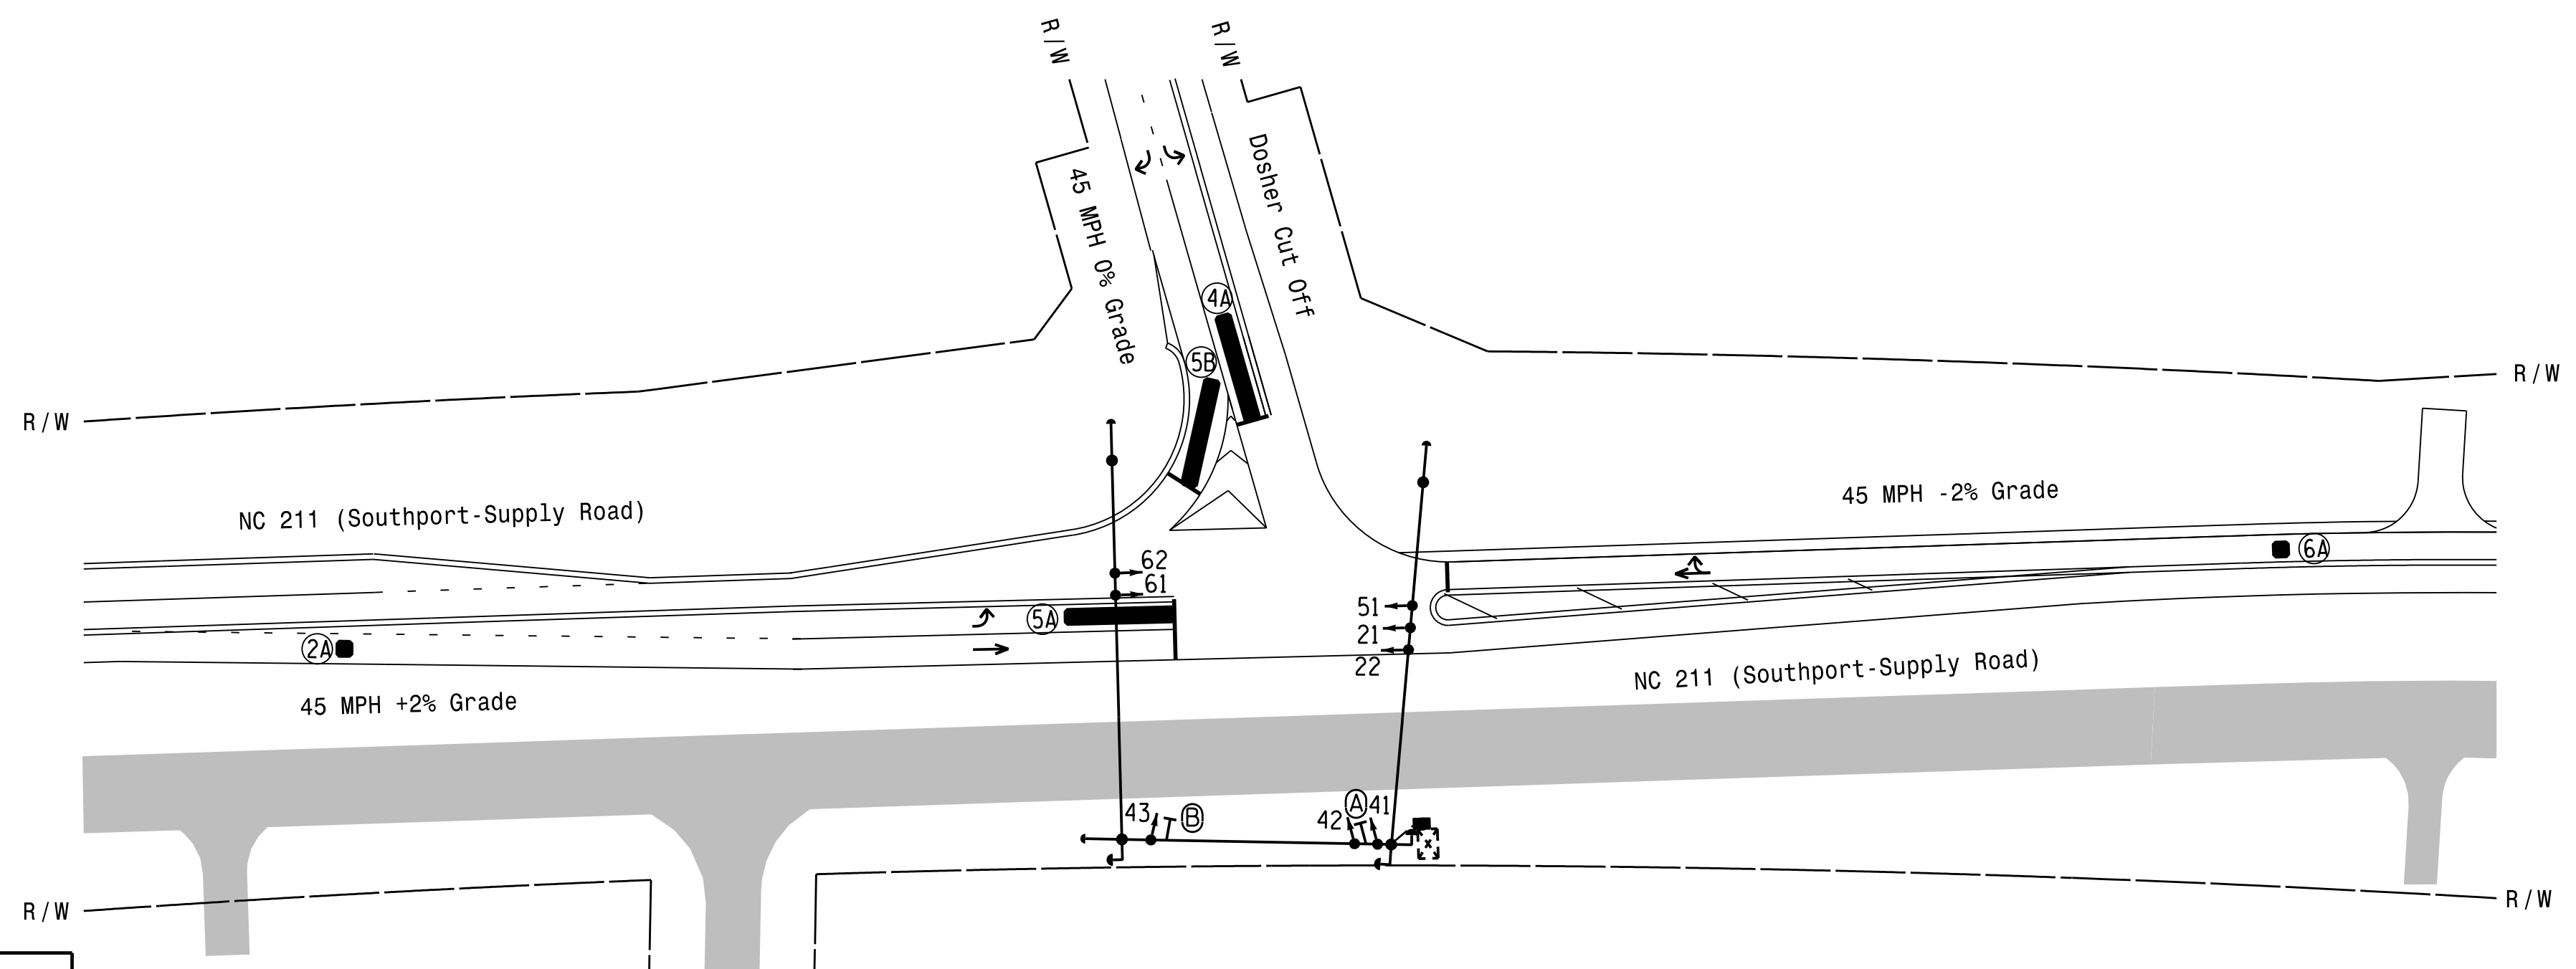 R/W
R/W
45 MPH 0% Grade
Dosher Cut Off
4A
5B
R/W
R/W
NC 211 (Southport-Supply Road)
45 MPH -2% Grade
6A
62
61
5A
51
21
22
2A
45 MPH +2% Grade
NC 211 (Southport-Supply Road)
43
B
42
A
41
R/W
R/W